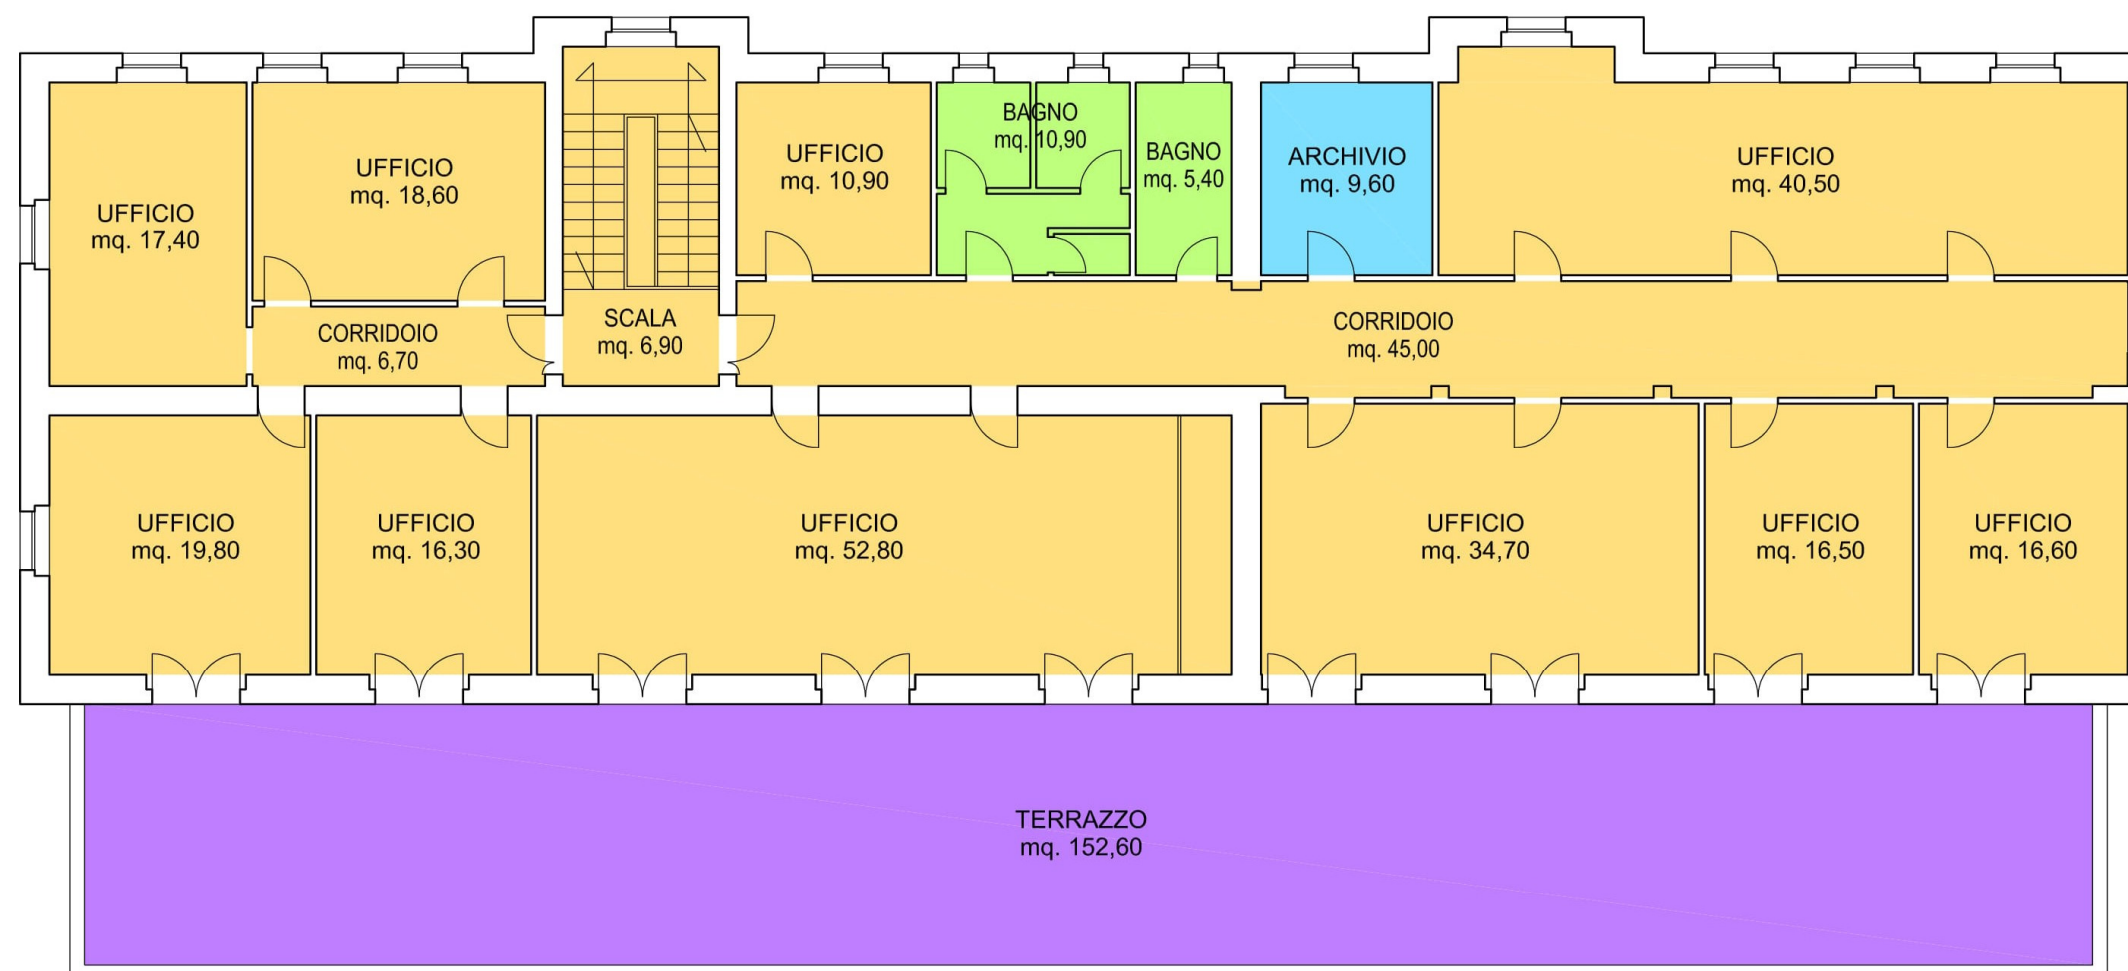 UFFICIO
mq. 17,40
UFFICIO
mq. 18,60
CORRIDOIO
mq. 6,70
SCALA
mq. 6,90
UFFICIO
mq. 10,90
BAGNO
mq. 10,90
BAGNO
mq. 5,40
ARCHIVIO
mq. 9,60
UFFICIO
mq. 40,50
CORRIDOIO
mq. 45,00
UFFICIO
mq. 19,80
UFFICIO
mq. 16,30
UFFICIO
mq. 52,80
UFFICIO
mq. 34,70
UFFICIO
mq. 16,50
UFFICIO
mq. 16,60
TERRAZZO
mq. 152,60